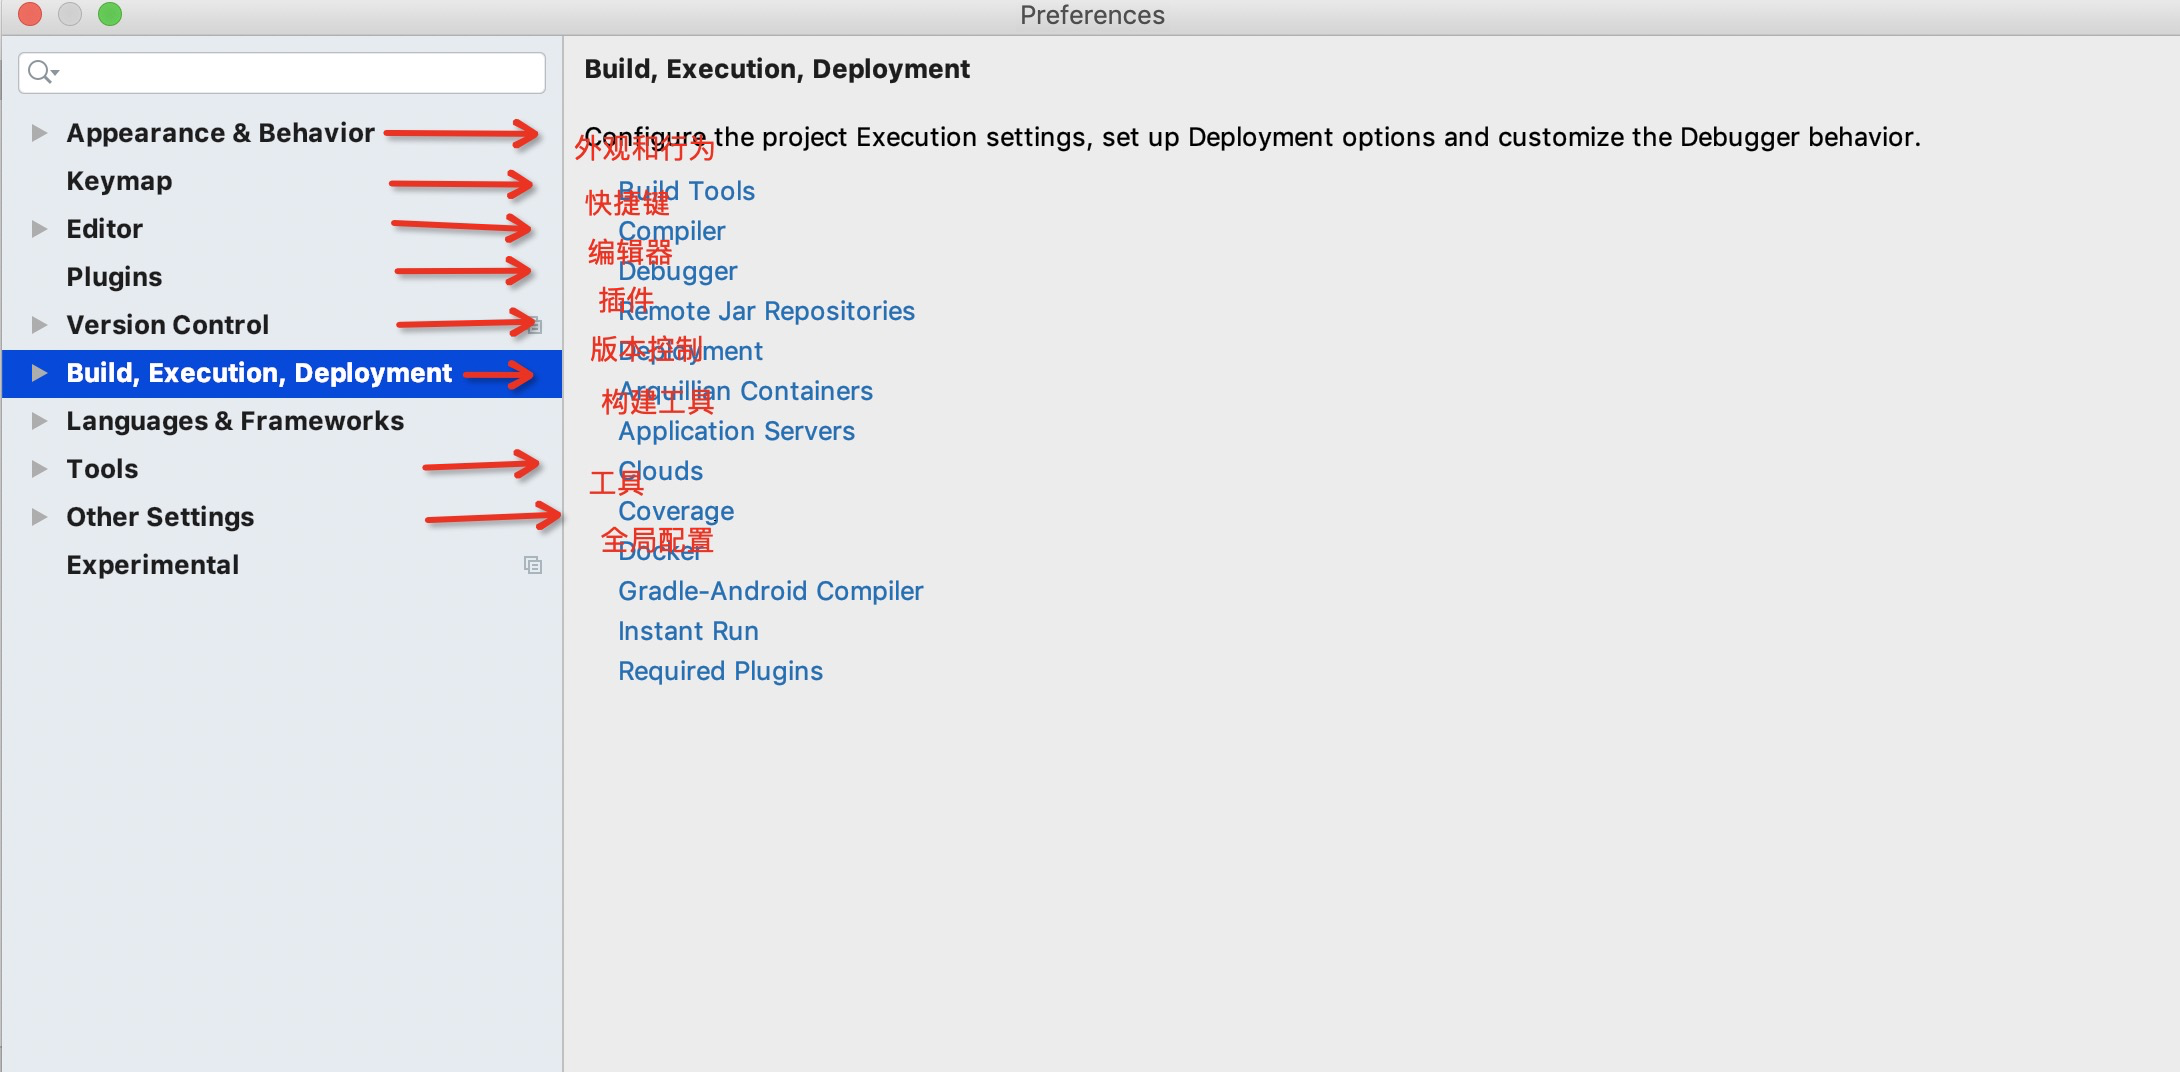 Preferences
Appearance & Behavior
Keymap
Editor
Plugins
Version Control
Build, Execution, Deployment
Languages & Frameworks
Tools
Other Settings
Experimental
Build, Execution, Deployment
Configure the project Execution settings, set up Deployment options and customize the Debugger behavior.
外观和行为
Build Tools
快捷键
Compiler
编辑器
Debugger
插件
Remote Jar Repositories
版本控制
Deployment
Arquillian Containers
构建工具
Application Servers
Clouds
工具
Coverage
全局配置
Docker
Gradle-Android Compiler
Instant Run
Required Plugins